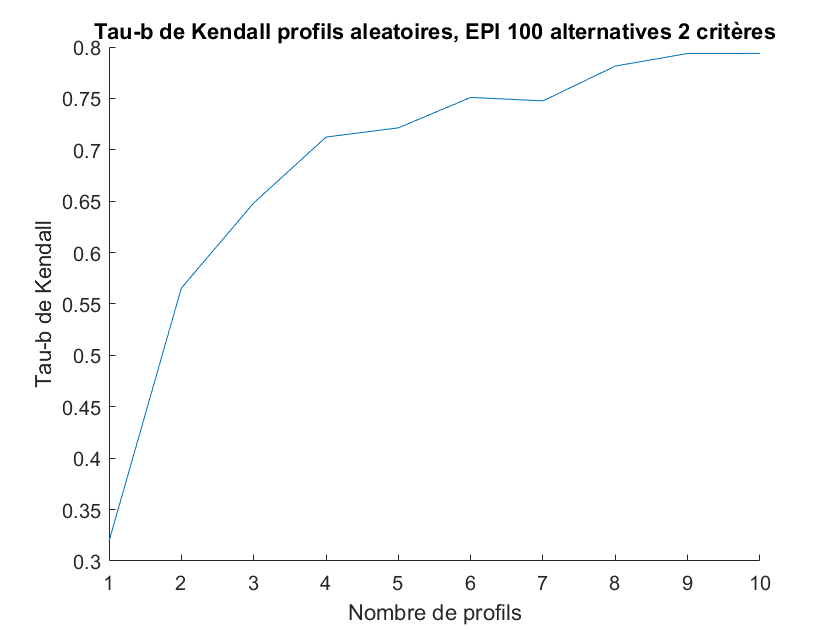 Tau-b de Kendall profils aleatoires, EPI 100 alternatives 2 critères
0.8
0.75
0.7
0.65
0.6
0.55
0.5
0.45
0.4
0.35
0.3
Tau-b de Kendall
1 2 3 4 5 6 7 8 9 10
Nombre de profils